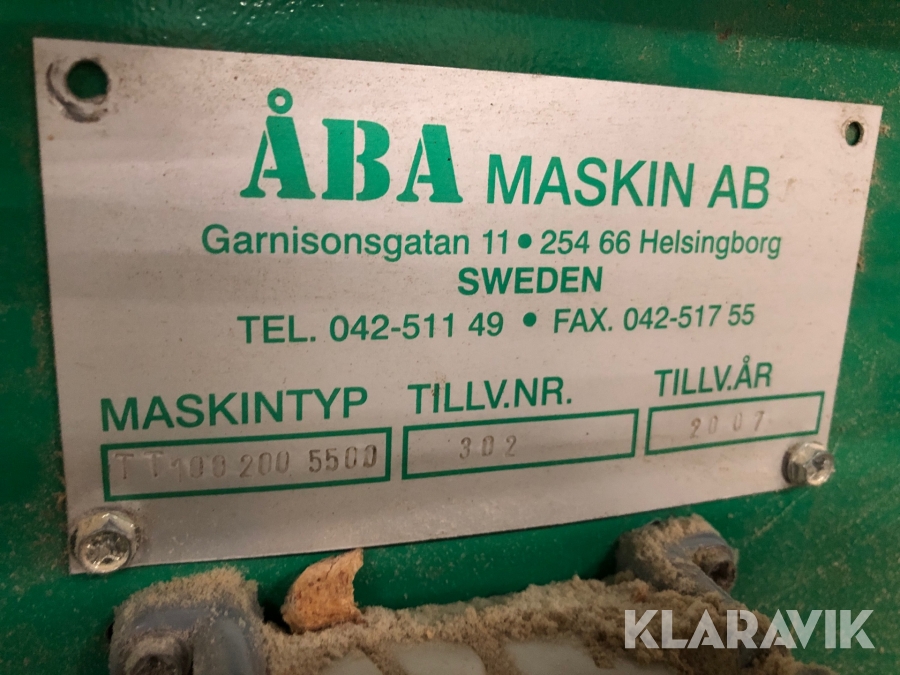 ÅBA MASKIN AB
Garnisonsgatan 11 • 254 66 Helsingborg
SWEDEN
TEL. 042-511 49 • FAX. 042-517 55
MASKINTYP TILLV.NR. TILLV.ÅR
TT 100 200 5500 302 2007
KLARAVIK